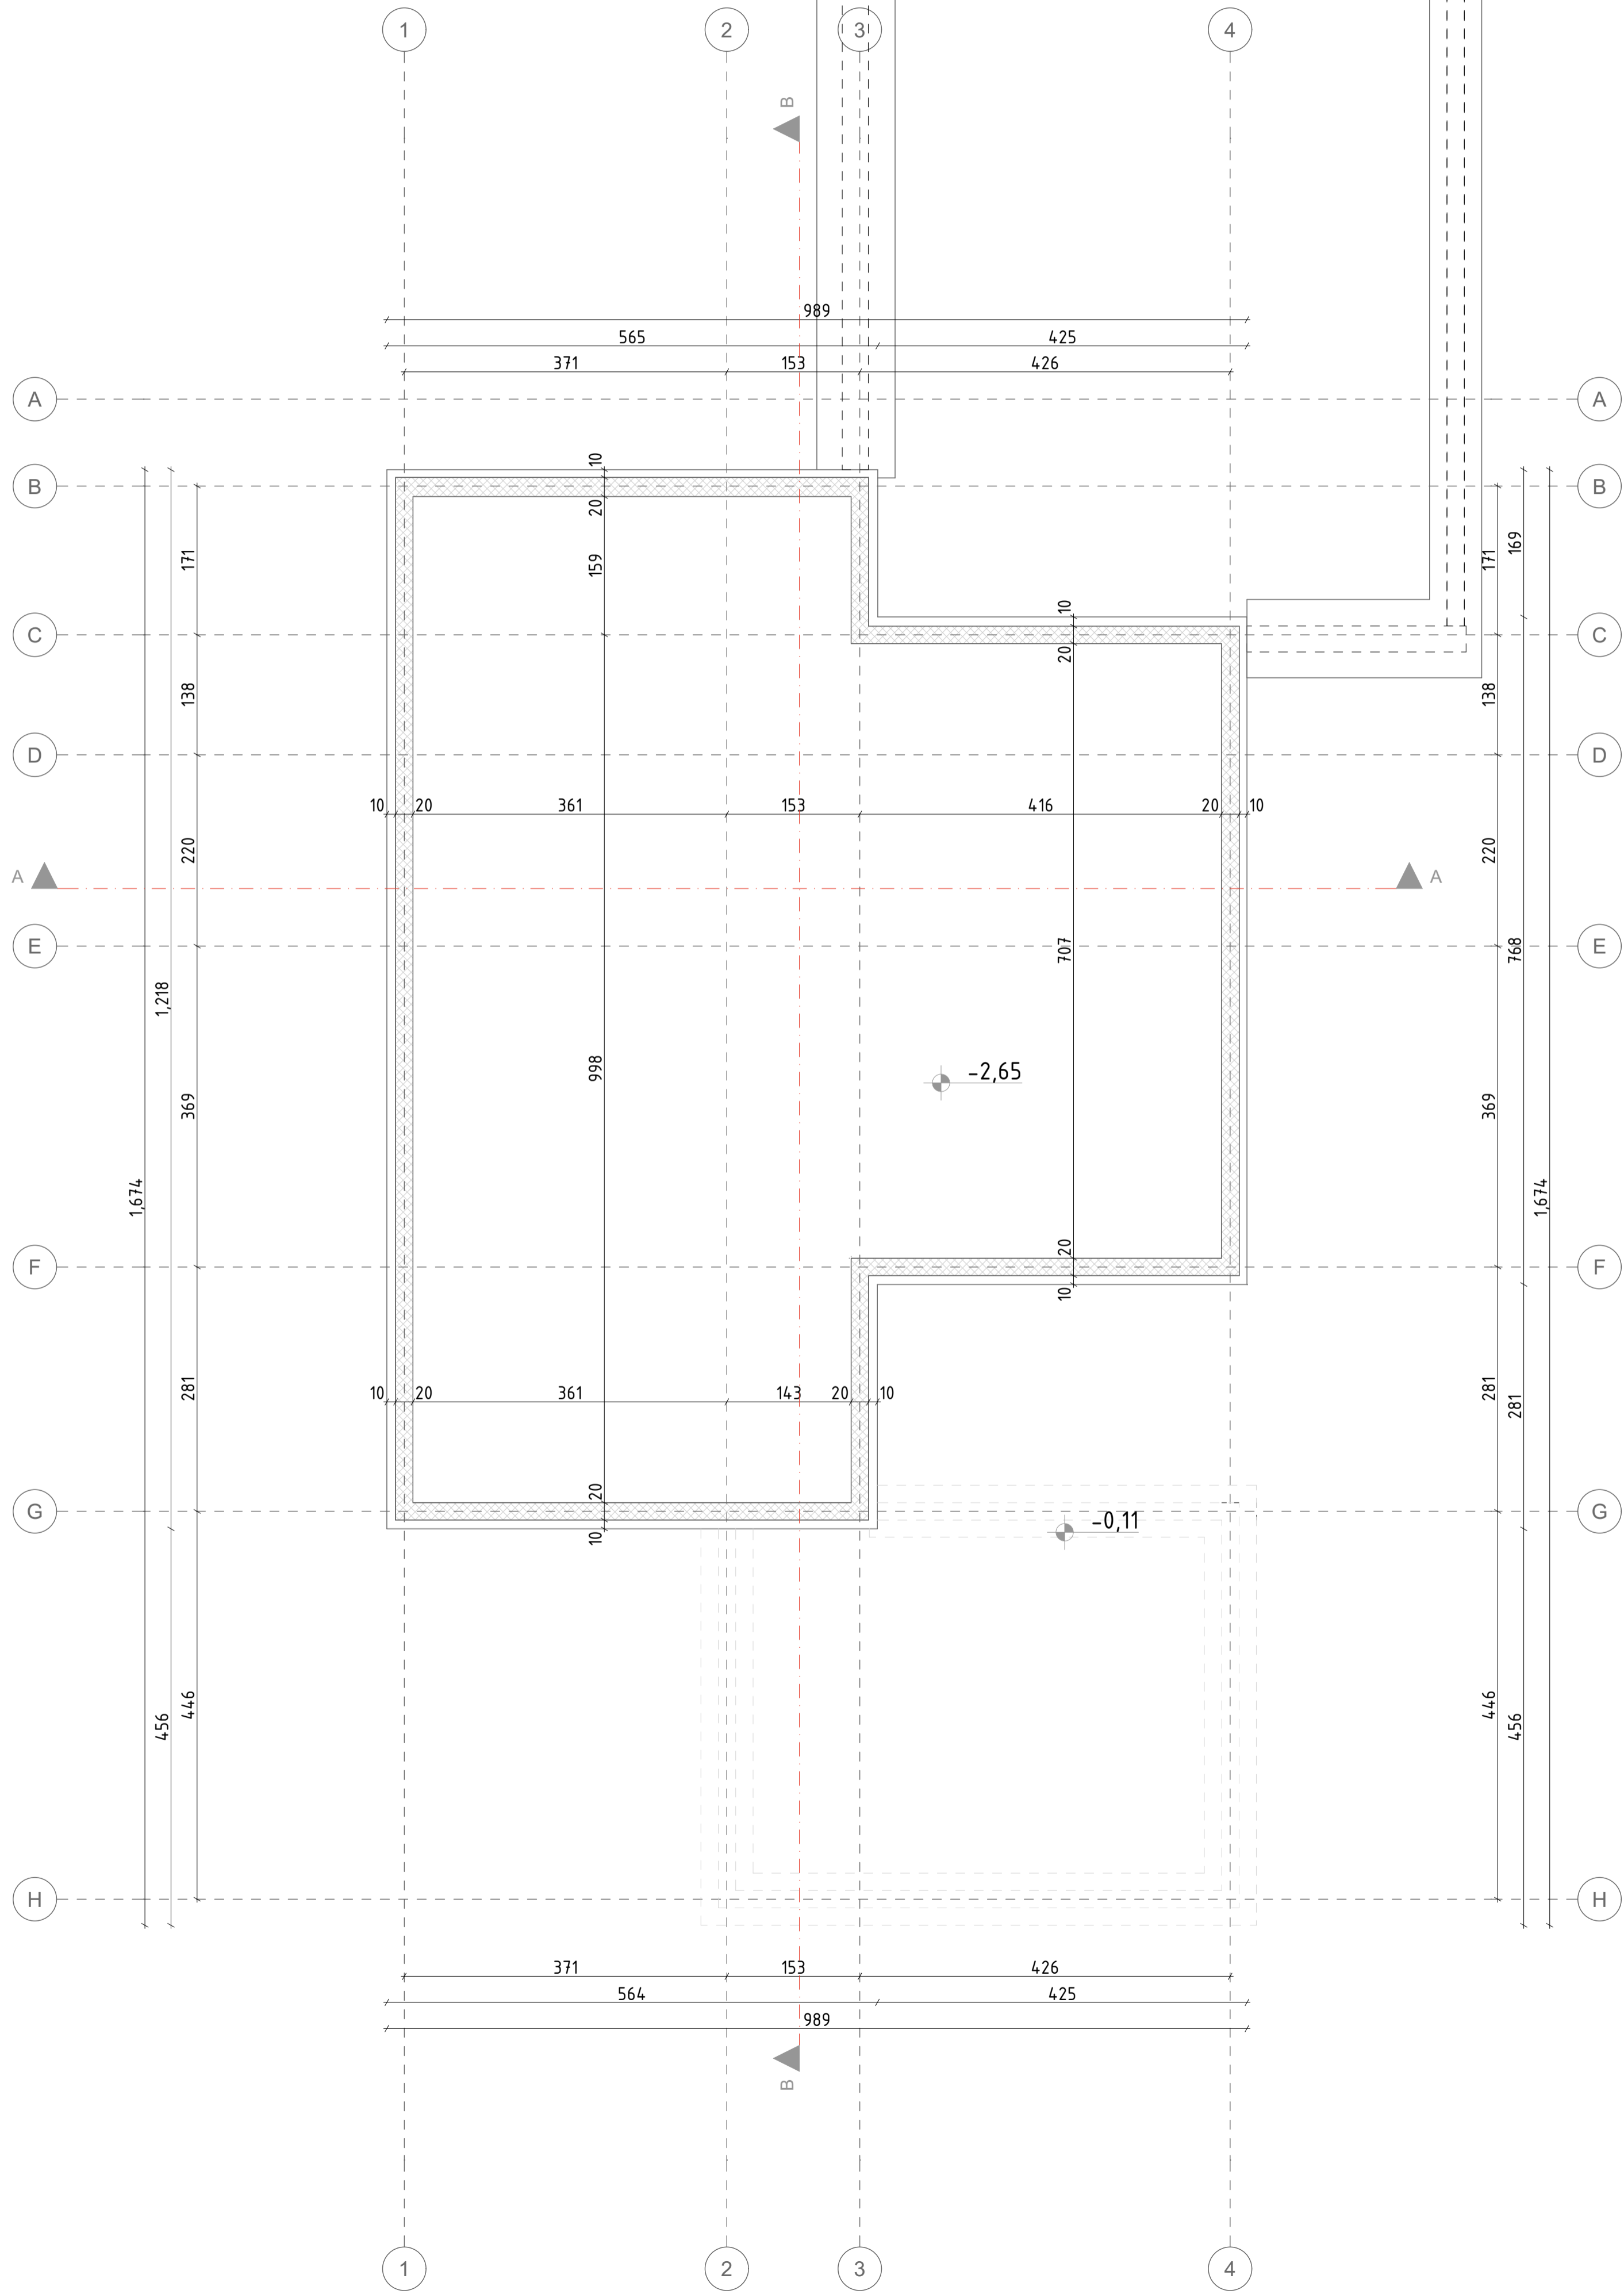 1 2 3 4
B
989
565 425
371 153 426
A A
10
B B
20
171 159 171 169
10
C C
20
138 138
D D
10 20 361 153 416 20 10
220 220
A A
E E
707 768
1,218
998
-2,65
369 369
1,674 1,674
20
F F
10
281 281 281
10 20 361 143 20 10
20
G G
-0,11
10
446 446
456 456
H H
371 153 426
564 425
989
B
1 2 3 4